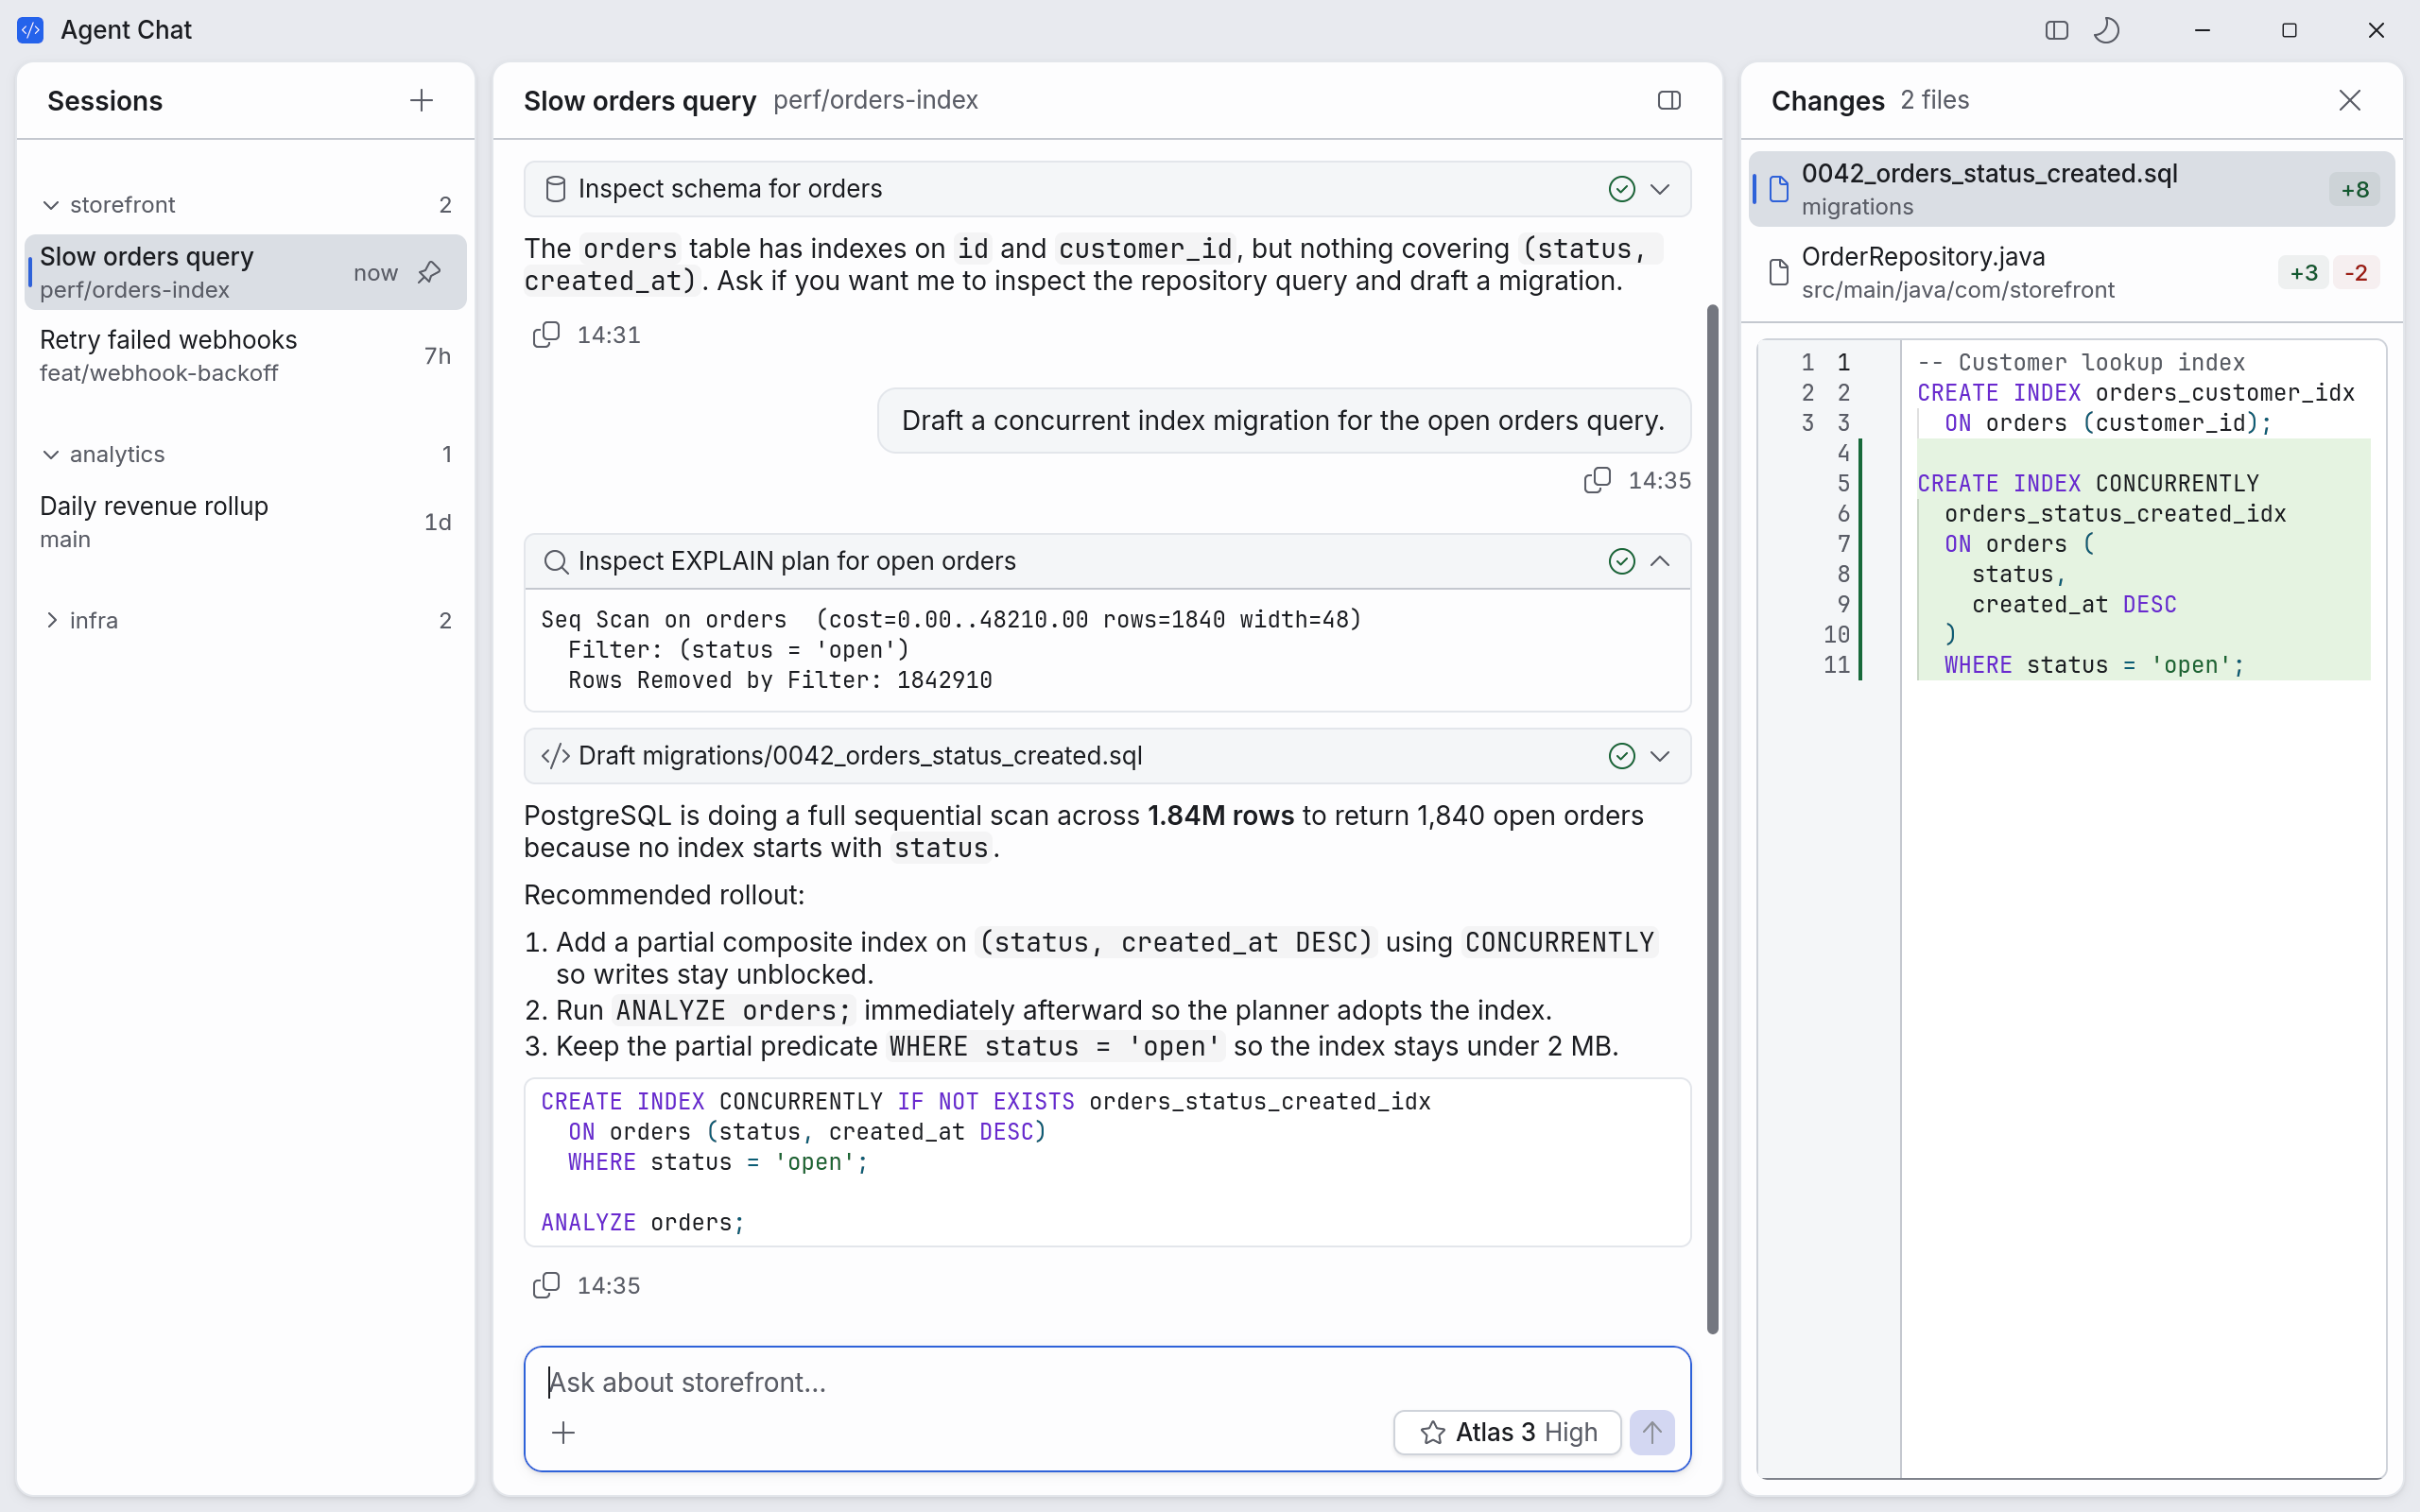 Agent Chat
Sessions
storefront 2
Slow orders query
perf/orders-index
now
Retry failed webhooks
feat/webhook-backoff
7h
analytics 1
Daily revenue rollup
main
1d
infra 2
Slow orders query perf/orders-index
Inspect schema for orders
The orders table has indexes on id and customer_id, but nothing covering (status,
created_at). Ask if you want me to inspect the repository query and draft a migration.
14:31
Draft a concurrent index migration for the open orders query.
14:35
Inspect EXPLAIN plan for open orders
Seq Scan on orders  (cost=0.00..48210.00 rows=1840 width=48)
  Filter: (status = 'open')
  Rows Removed by Filter: 1842910
Draft migrations/0042_orders_status_created.sql
PostgreSQL is doing a full sequential scan across 1.84M rows to return 1,840 open orders
because no index starts with status.
Recommended rollout:
1. Add a partial composite index on (status, created_at DESC) using CONCURRENTLY
so writes stay unblocked.
2. Run ANALYZE orders; immediately afterward so the planner adopts the index.
3. Keep the partial predicate WHERE status = 'open' so the index stays under 2 MB.
CREATE INDEX CONCURRENTLY IF NOT EXISTS orders_status_created_idx
  ON orders (status, created_at DESC)
  WHERE status = 'open';
ANALYZE orders;
14:35
Ask about storefront...
Atlas 3 High
Changes 2 files
0042_orders_status_created.sql
migrations
+8
OrderRepository.java
src/main/java/com/storefront
+3 -2
1 1 -- Customer lookup index
2 2 CREATE INDEX orders_customer_idx
3 3   ON orders (customer_id);
4
5 CREATE INDEX CONCURRENTLY
6   orders_status_created_idx
7   ON orders (
8     status,
9     created_at DESC
10   )
11   WHERE status = 'open';